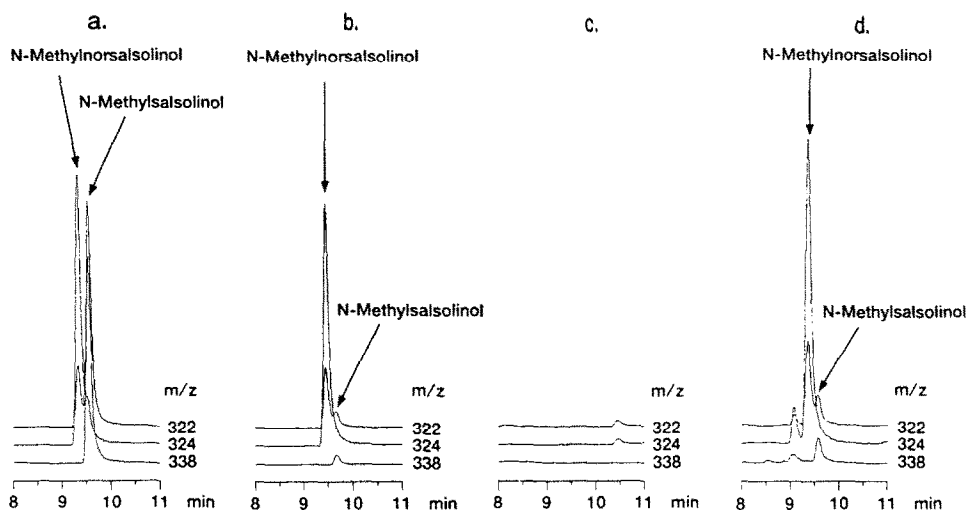 a.
N-Methylnorsalsolinol
N-Methylsalsolinol
m/z
322
324
338
8 9 10 11 min
b.
N-Methylnorsalsolinol
N-Methylsalsolinol
m/z
322
324
338
8 9 10 11 min
c.
m/z
322
324
338
8 9 10 11 min
d.
N-Methylnorsalsolinol
N-Methylsalsolinol
m/z
322
324
338
8 9 10 11 min